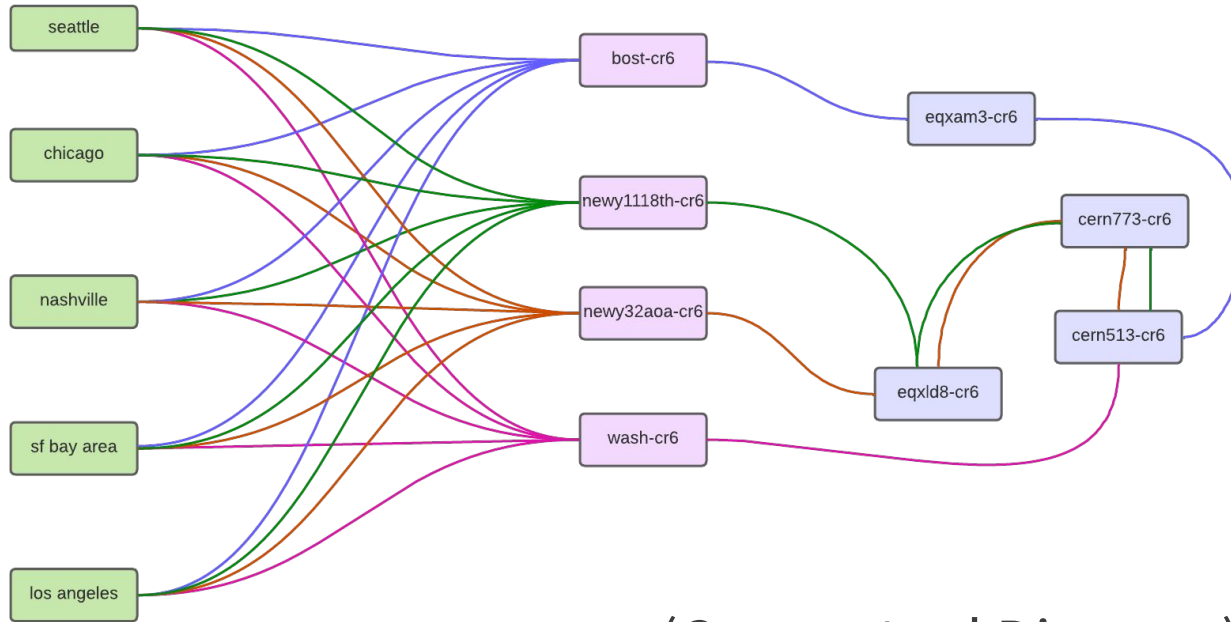 seattle
chicago
nashville
sf bay area
los angeles
bost-cr6
newy1118th-cr6
newy32aoa-cr6
wash-cr6
eqxam3-cr6
eqxld8-cr6
cern773-cr6
cern513-cr6